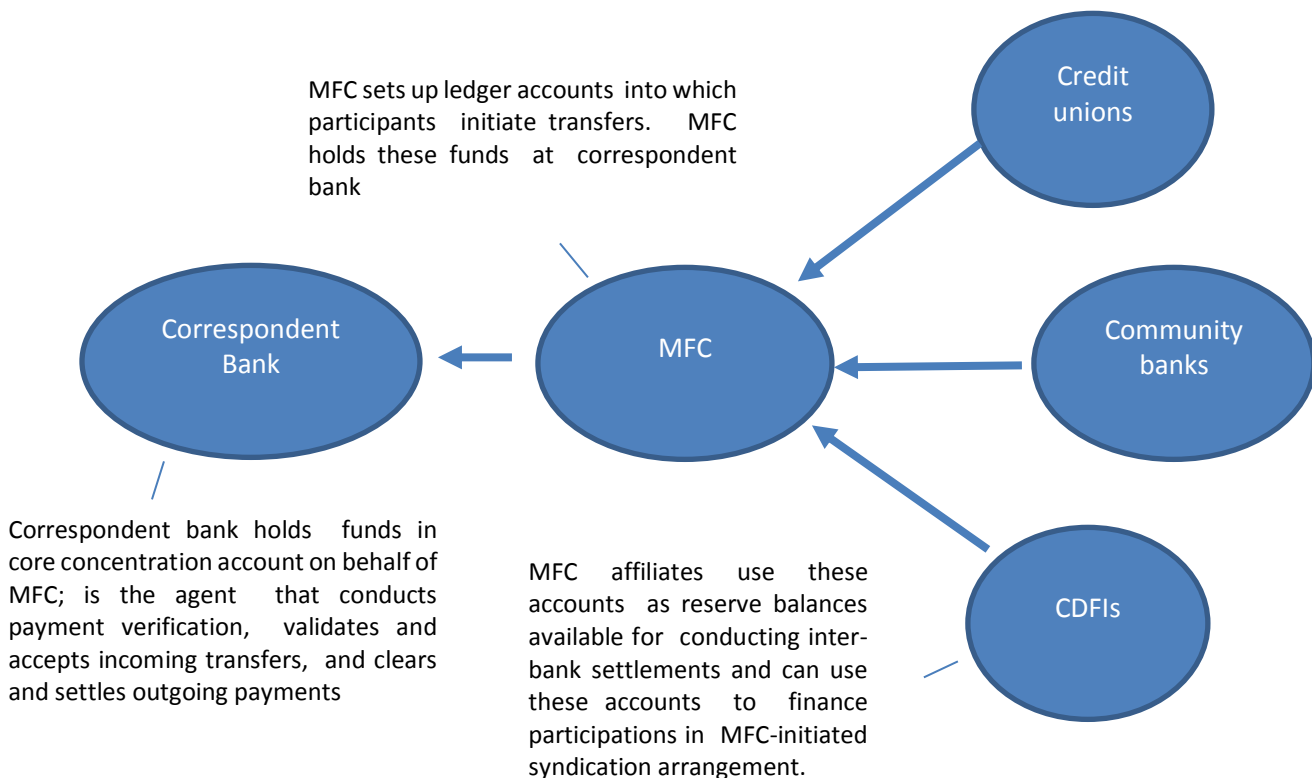 MFC sets up ledger accounts into which
participants initiate transfers. MFC
holds these funds at correspondent
bank
Credit
unions
Correspondent
Bank
MFC
Community
banks
Correspondent bank holds funds in
core concentration account on behalf of
MFC; is the agent that conducts
payment verification, validates and
accepts incoming transfers, and clears
and settles outgoing payments
MFC affiliates use these
accounts as reserve balances
available for conducting inter-
bank settlements and can use
these accounts to finance
participations in MFC-initiated
syndication arrangement.
CDFIs